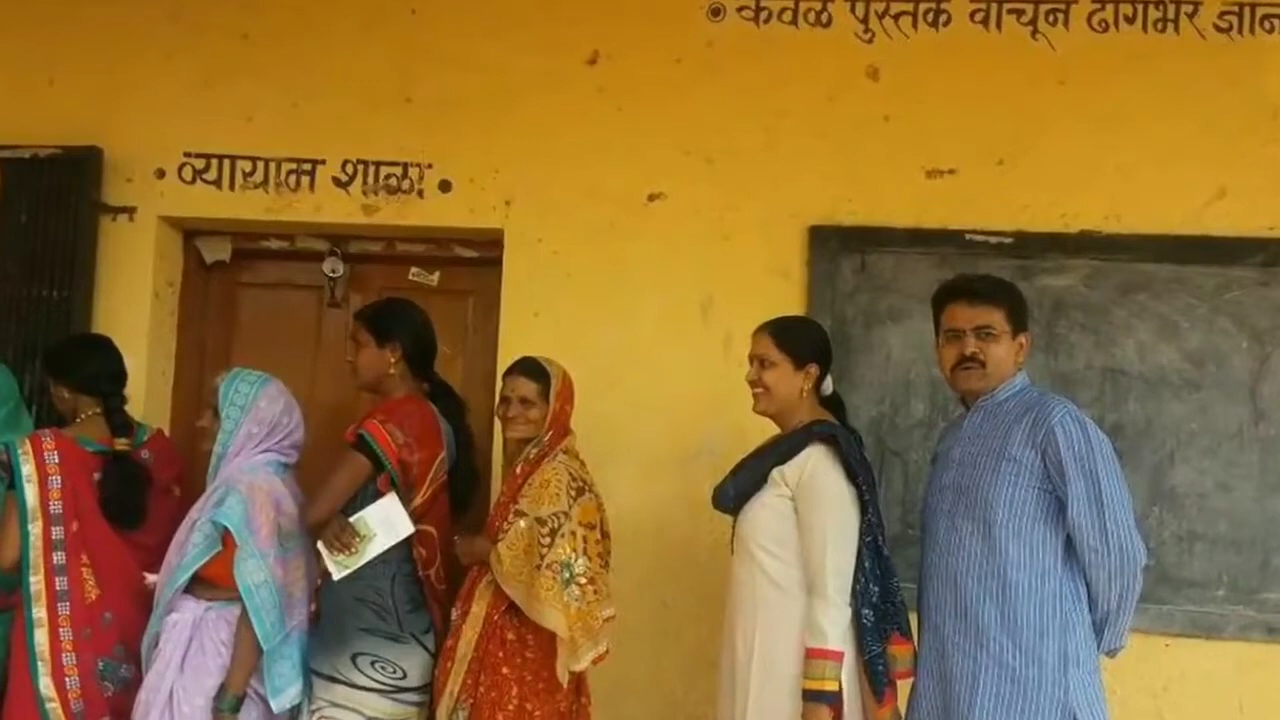 केवळ पुस्तक वाचून ढीगभर ज्ञान
• व्यायाम शाळा •